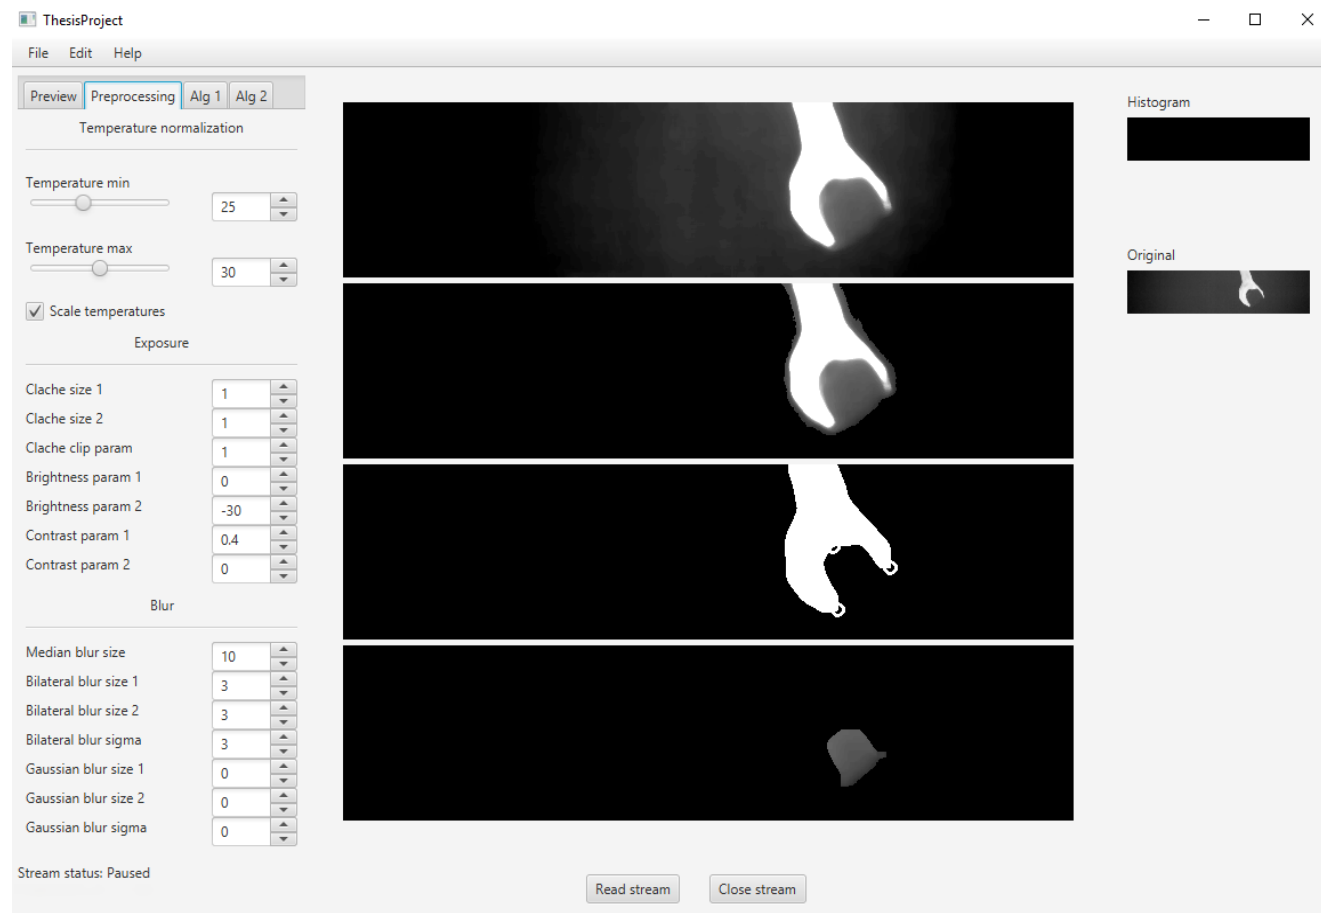 ThesisProject
File Edit Help
Preview Preprocessing Alg 1 Alg 2
Temperature normalization
Temperature min
25
Temperature max
30
Scale temperatures
Exposure
Clache size 1 1
Clache size 2 1
Clache clip param 1
Brightness param 1 0
Brightness param 2 -30
Contrast param 1 0.4
Contrast param 2 0
Blur
Median blur size 10
Bilateral blur size 1 3
Bilateral blur size 2 3
Bilateral blur sigma 3
Gaussian blur size 1 0
Gaussian blur size 2 0
Gaussian blur sigma 0
Stream status: Paused
Read stream Close stream
Histogram
Original